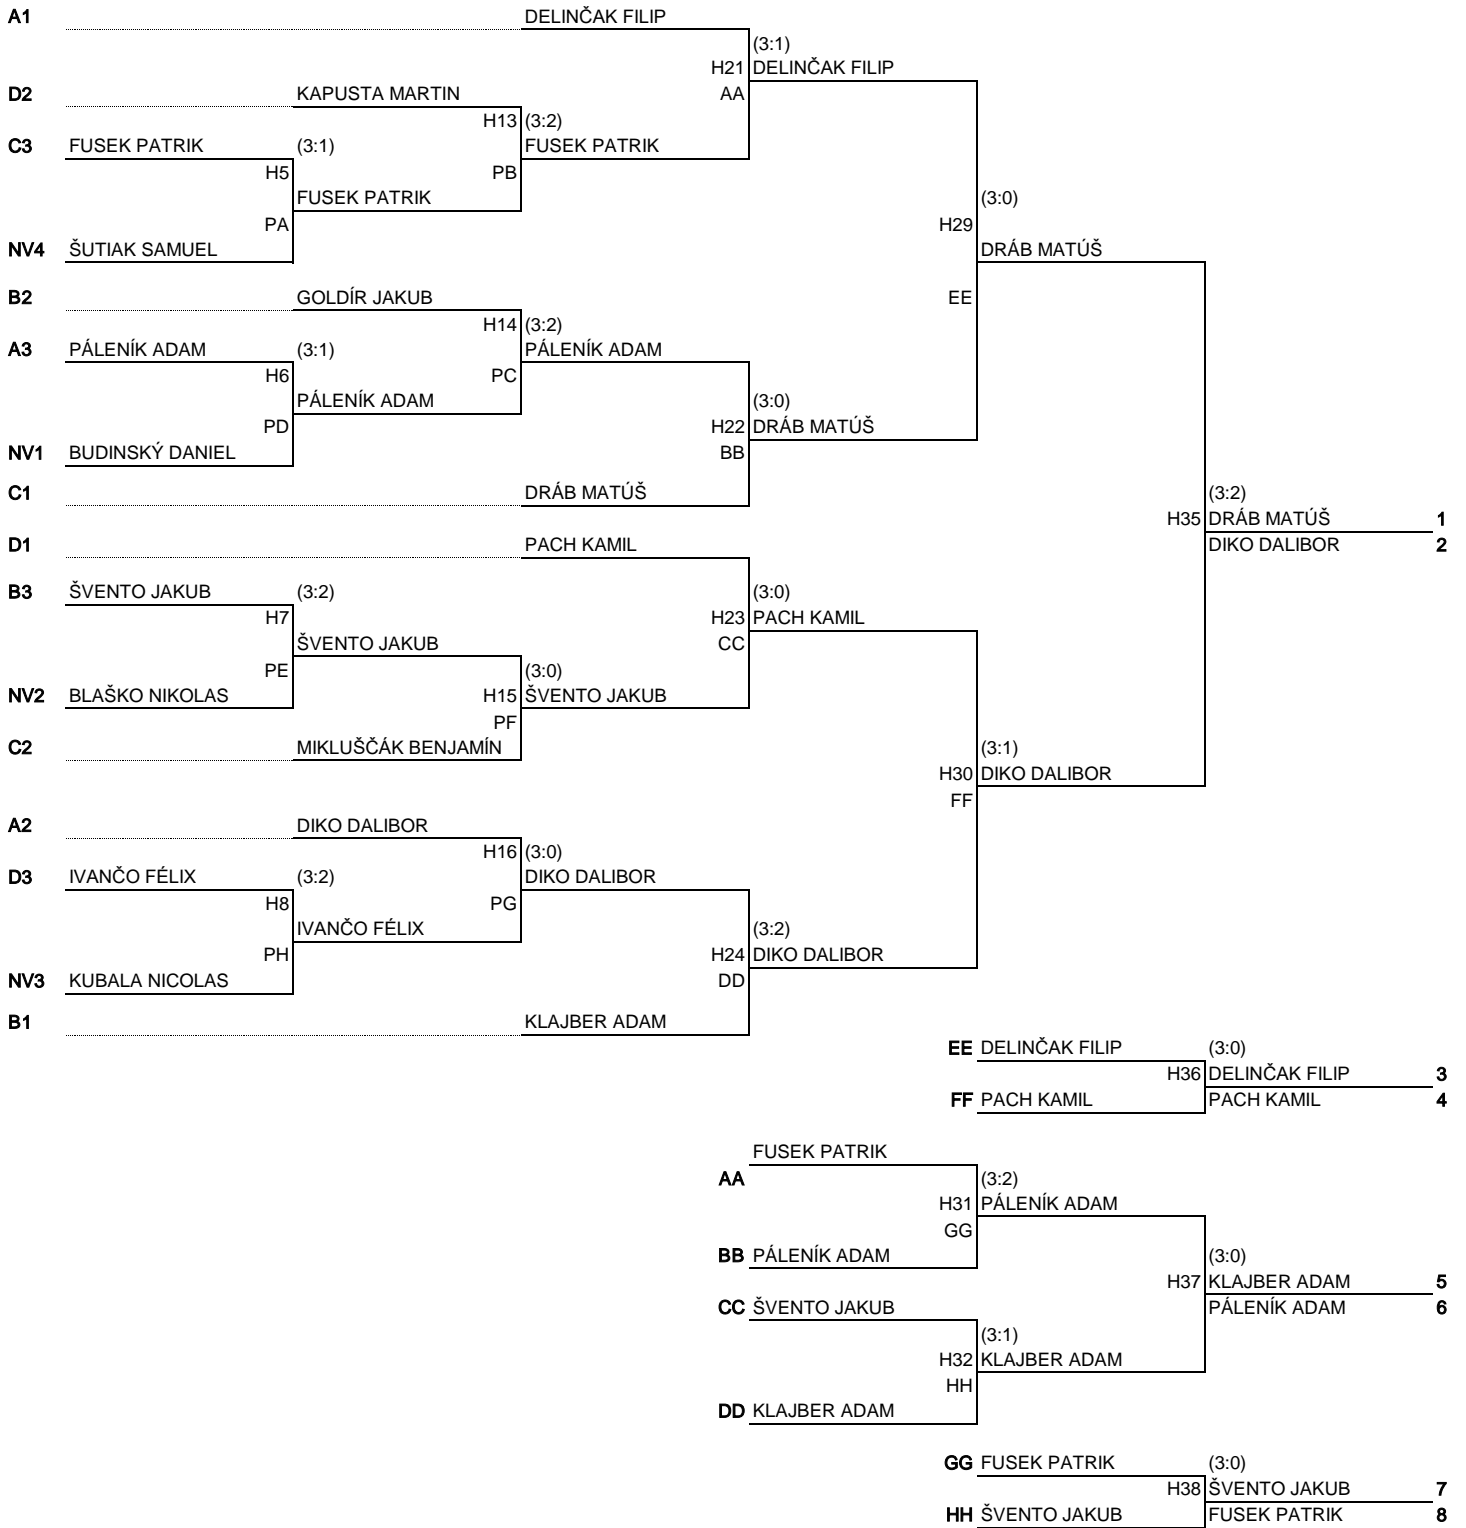 A1 DELINČAK FILIP
(3:1)
H21 DELINČAK FILIP
D2 KAPUSTA MARTIN AA
H13 (3:2)
C3 FUSEK PATRIK (3:1) FUSEK PATRIK
H5 PB
FUSEK PATRIK (3:0)
PA H29
NV4 ŠUTIAK SAMUEL DRÁB MATÚŠ
B2 GOLDÍR JAKUB EE
H14 (3:2)
A3 PÁLENÍK ADAM (3:1) PÁLENÍK ADAM
H6 PC
PÁLENÍK ADAM (3:0)
PD H22 DRÁB MATÚŠ
NV1 BUDINSKÝ DANIEL BB
C1 DRÁB MATÚŠ (3:2)
H35 DRÁB MATÚŠ 1
D1 PACH KAMIL DIKO DALIBOR 2
B3 ŠVENTO JAKUB (3:2) (3:0)
H7 H23 PACH KAMIL
ŠVENTO JAKUB CC
PE (3:0)
NV2 BLAŠKO NIKOLAS H15 ŠVENTO JAKUB
PF
C2 MIKLUŠČÁK BENJAMÍN (3:1)
H30 DIKO DALIBOR
FF
A2 DIKO DALIBOR
H16 (3:0)
D3 IVANČO FÉLIX (3:2) DIKO DALIBOR
H8 PG
IVANČO FÉLIX (3:2)
PH H24 DIKO DALIBOR
NV3 KUBALA NICOLAS DD
B1 KLAJBER ADAM
EE DELINČAK FILIP (3:0)
H36 DELINČAK FILIP 3
FF PACH KAMIL PACH KAMIL 4
FUSEK PATRIK
AA (3:2)
H31 PÁLENÍK ADAM
GG
BB PÁLENÍK ADAM (3:0)
H37 KLAJBER ADAM 5
CC ŠVENTO JAKUB PÁLENÍK ADAM 6
(3:1)
H32 KLAJBER ADAM
HH
DD KLAJBER ADAM
GG FUSEK PATRIK (3:0)
H38 ŠVENTO JAKUB 7
HH ŠVENTO JAKUB FUSEK PATRIK 8